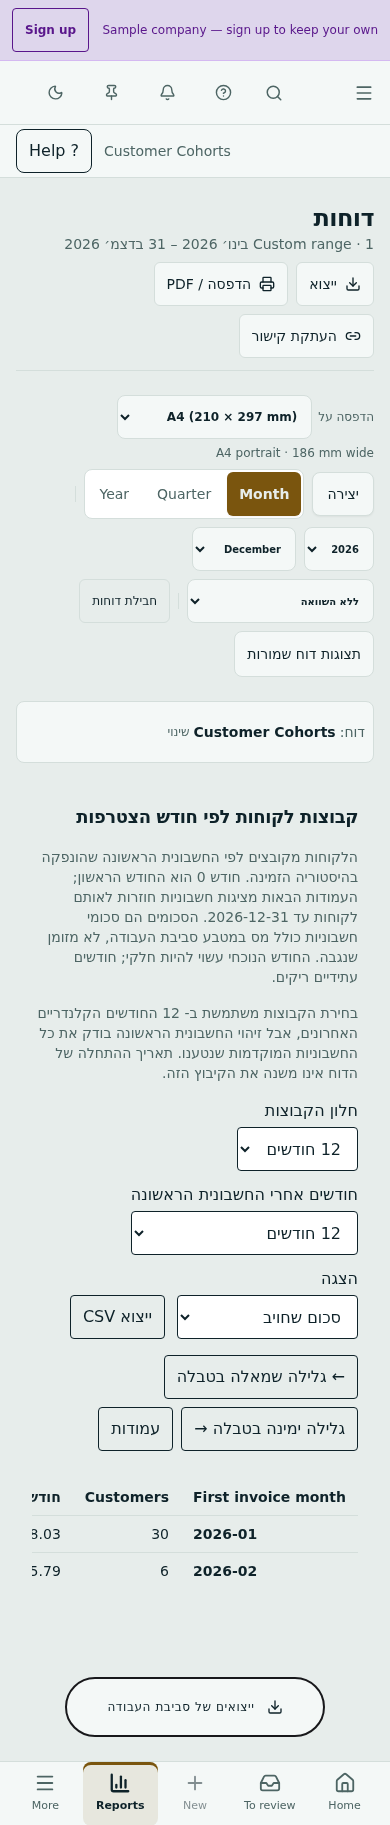 Sample company — sign up to keep your own
Sign up
Customer Cohorts
Help ?
דוחות
Custom range · 1 בינו׳ 2026 – 31 בדצמ׳ 2026
ייצוא
הדפסה / PDF
העתקת קישור
הדפסה על
A4 (210 × 297 mm)
A4 portrait · 186 mm wide
יצירה
Month
Quarter
Year
2026
December
ללא השוואה
חבילת דוחות
תצוגות דוח שמורות
דוח: Customer Cohorts שינוי
קבוצות לקוחות לפי חודש הצטרפות
הלקוחות מקובצים לפי החשבונית הראשונה שהונפקה
בהיסטוריה הזמינה. חודש 0 הוא החודש הראשון;
העמודות הבאות מציגות חשבוניות חוזרות לאותם
לקוחות עד 2026-12-31. הסכומים הם סכומי
חשבוניות כולל מס במטבע סביבת העבודה, לא מזומן
שנגבה. החודש הנוכחי עשוי להיות חלקי; חודשים
עתידיים ריקים.
בחירת הקבוצות משתמשת ב- 12 החודשים הקלנדריים
האחרונים, אבל זיהוי החשבונית הראשונה בודק את כל
החשבוניות המוקדמות שנטענו. תאריך ההתחלה של
הדוח אינו משנה את הקיבוץ הזה.
חלון הקבוצות
12 חודשים
חודשים אחרי החשבונית הראשונה
12 חודשים
הצגה
סכום שחויב
ייצוא CSV
← גלילה שמאלה בטבלה
גלילה ימינה בטבלה →
עמודות
First invoice month Customers
2026-01 30 8.03
2026-02 6 5.79
ייצואים של סביבת העבודה
Home
To review
New
Reports
More